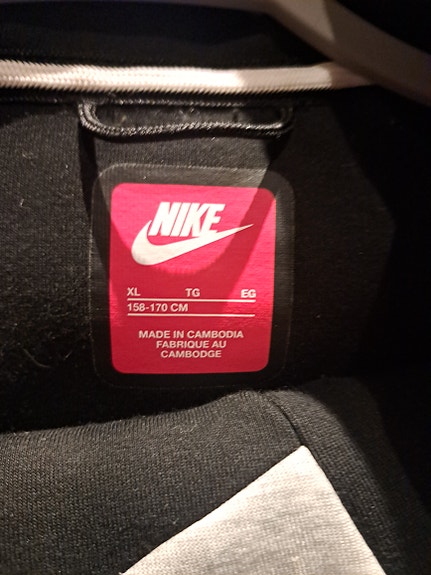 NIKE
XL TG EG
158-170 CM
MADE IN CAMBODIA
FABRIQUE AU
CAMBODGE